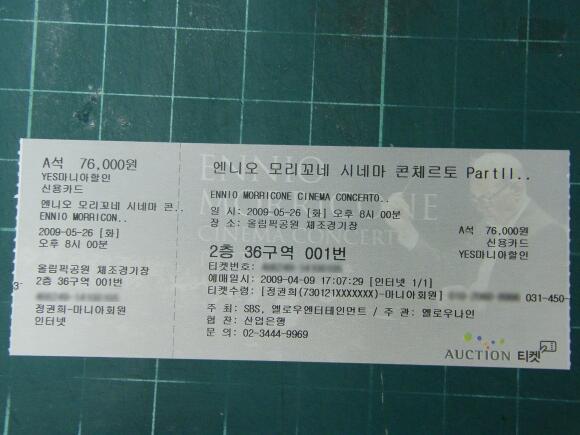 A석 76,000원
YES마니아할인
신용카드
엔니오 모리꼬네 시네마 콘..
ENNIO MORRICON..
2009-05-26 [화]
오후 8시 00분
올림픽공원 체조경기장
2층 36구역 001번
정권희-마니아회원
인터넷
엔니오 모리꼬네 시네마 콘체르토 PartII..
ENNIO MORRICONE CINEMA CONCERTO..
ENNIO
MORRICONE
CINEMA CONCERTO
일 시: 2009-05-26 [화] 오후 8시 00분
장 소: 올림픽공원 체조경기장
2층 36구역 001번
티켓번호:
예매일시: 2009-04-09 17:07:29 [인터넷 1/1]
티켓수령: [정권희(730121XXXXXXX)-마니아회원]
031-450-
주 최: SBS, 옐로우엔터테인먼트 / 주 관: 옐로우나인
협 찬: 산업은행
문 의: 02-3444-9969
A석 76,000원
신용카드
YES마니아할인
AUCTION 티켓